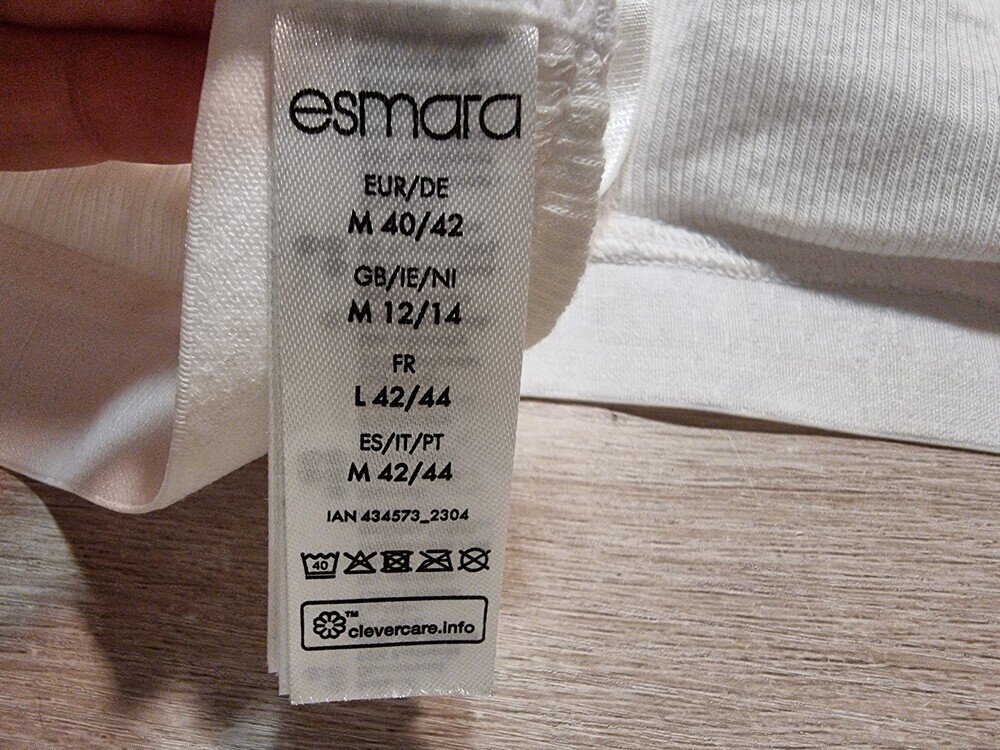 esmara
EUR/DE
M 40/42
GB/IE/NI
M 12/14
FR
L 42/44
ES/IT/PT
M 42/44
IAN 434573_2304
40
™
clevercare.info